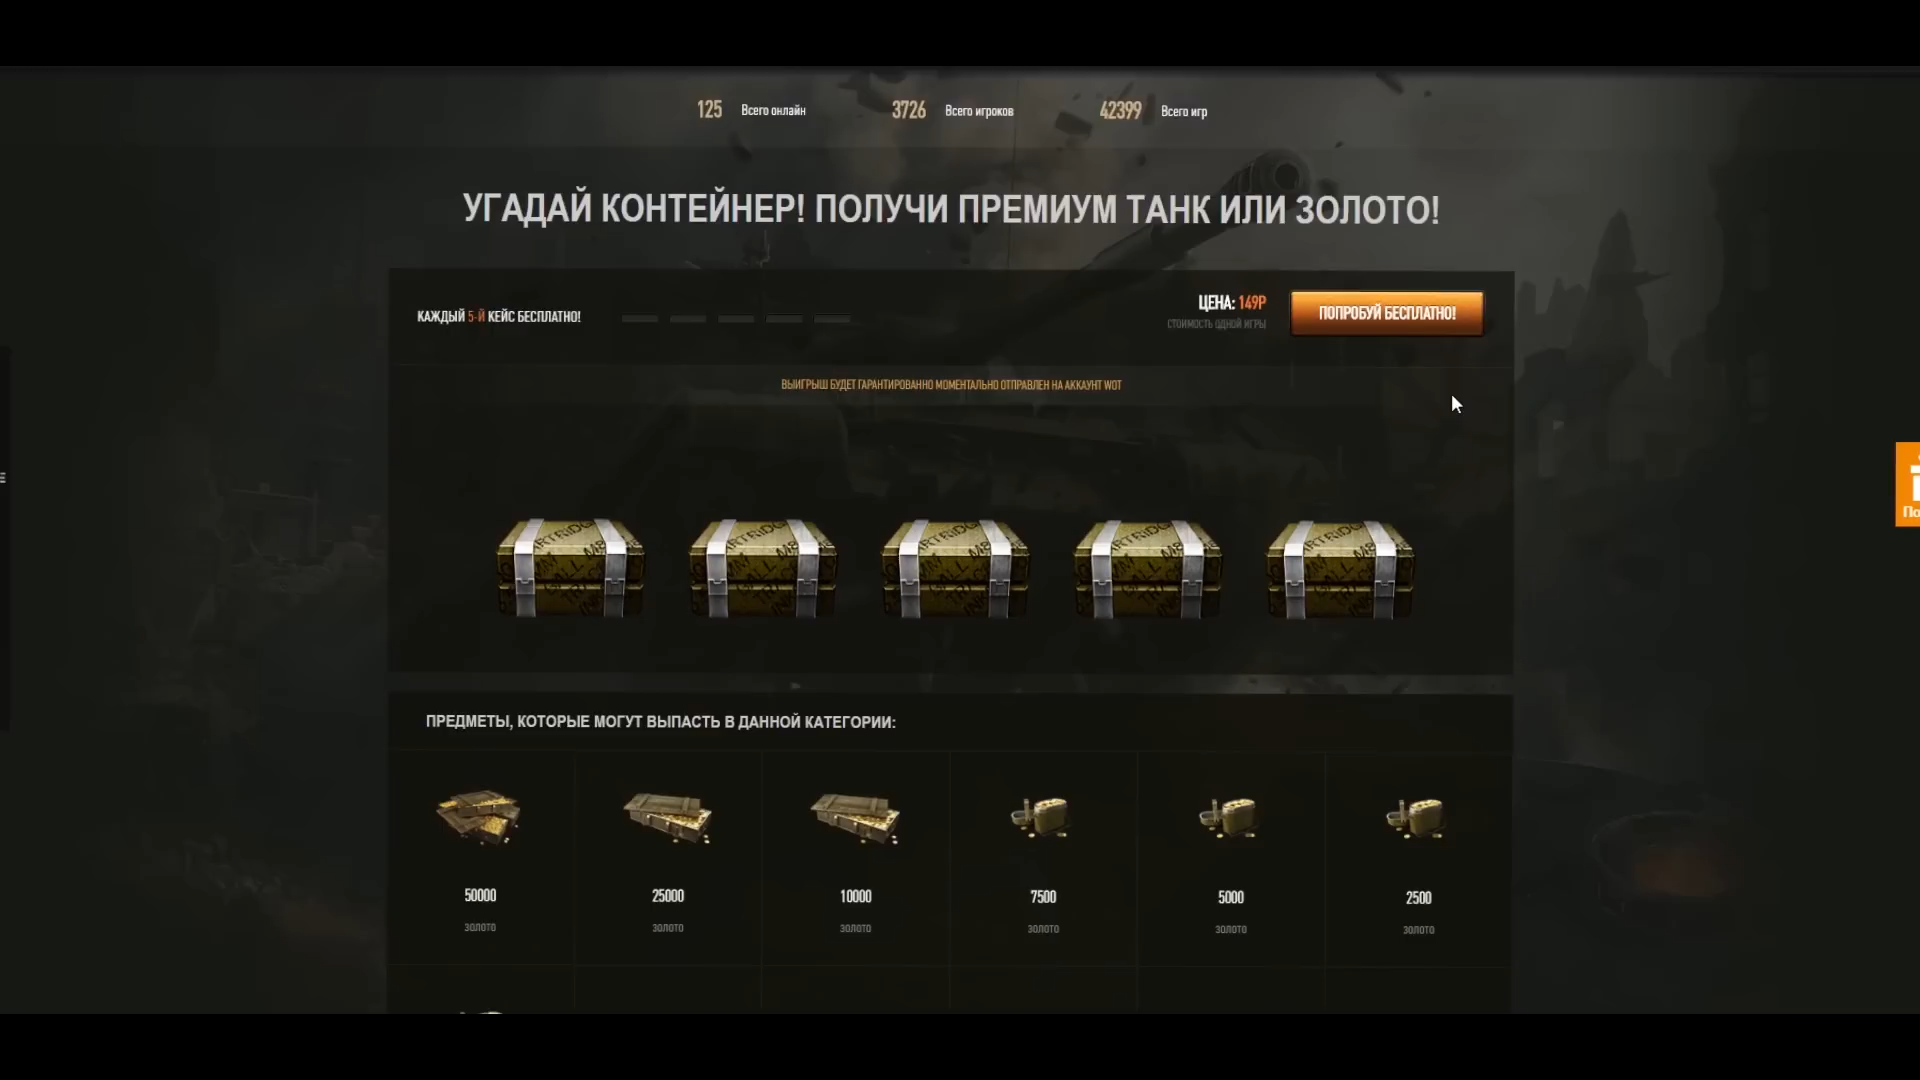 125 Всего онлайн 3726 Всего игроков 42399 Всего игр
УГАДАЙ КОНТЕЙНЕР! ПОЛУЧИ ПРЕМИУМ ТАНК ИЛИ ЗОЛОТО!
КАЖДЫЙ 5-Й КЕЙС БЕСПЛАТНО!
ЦЕНА: 149Р
СТОИМОСТЬ ОДНОЙ ИГРЫ
ПОПРОБУЙ БЕСПЛАТНО!
ВЫИГРЫШ БУДЕТ ГАРАНТИРОВАННО МОМЕНТАЛЬНО ОТПРАВЛЕН НА АККАУНТ WOT
ПРЕДМЕТЫ, КОТОРЫЕ МОГУТ ВЫПАСТЬ В ДАННОЙ КАТЕГОРИИ:
50000 25000 10000 7500 5000 2500
ЗОЛОТО ЗОЛОТО ЗОЛОТО ЗОЛОТО ЗОЛОТО ЗОЛОТО